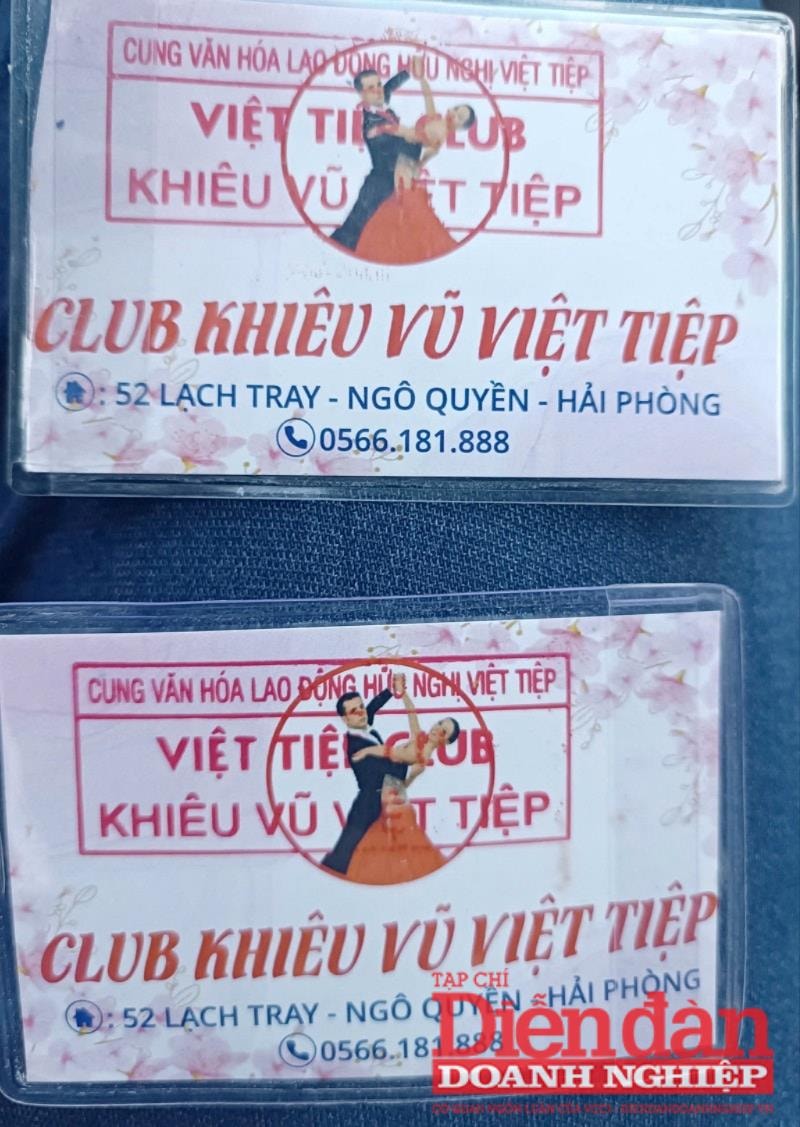 CUNG VĂN HÓA LAO ĐỘNG HỮU NGHỊ VIỆT TIỆP
VIỆT TIỆP CLUB
KHIÊU VŨ VIỆT TIỆP
CLUB KHIÊU VŨ VIỆT TIỆP
: 52 LẠCH TRAY - NGÔ QUYỀN - HẢI PHÒNG
0566.181.888
CUNG VĂN HÓA LAO ĐỘNG HỮU NGHỊ VIỆT TIỆP
VIỆT TIỆP CLUB
KHIÊU VŨ VIỆT TIỆP
CLUB KHIÊU VŨ VIỆT TIỆP
: 52 LẠCH TRAY - NGÔ QUYỀN - HẢI PHÒNG
0566.181.888
TẠP CHÍ
Diễn đàn
DOANH NGHIỆP